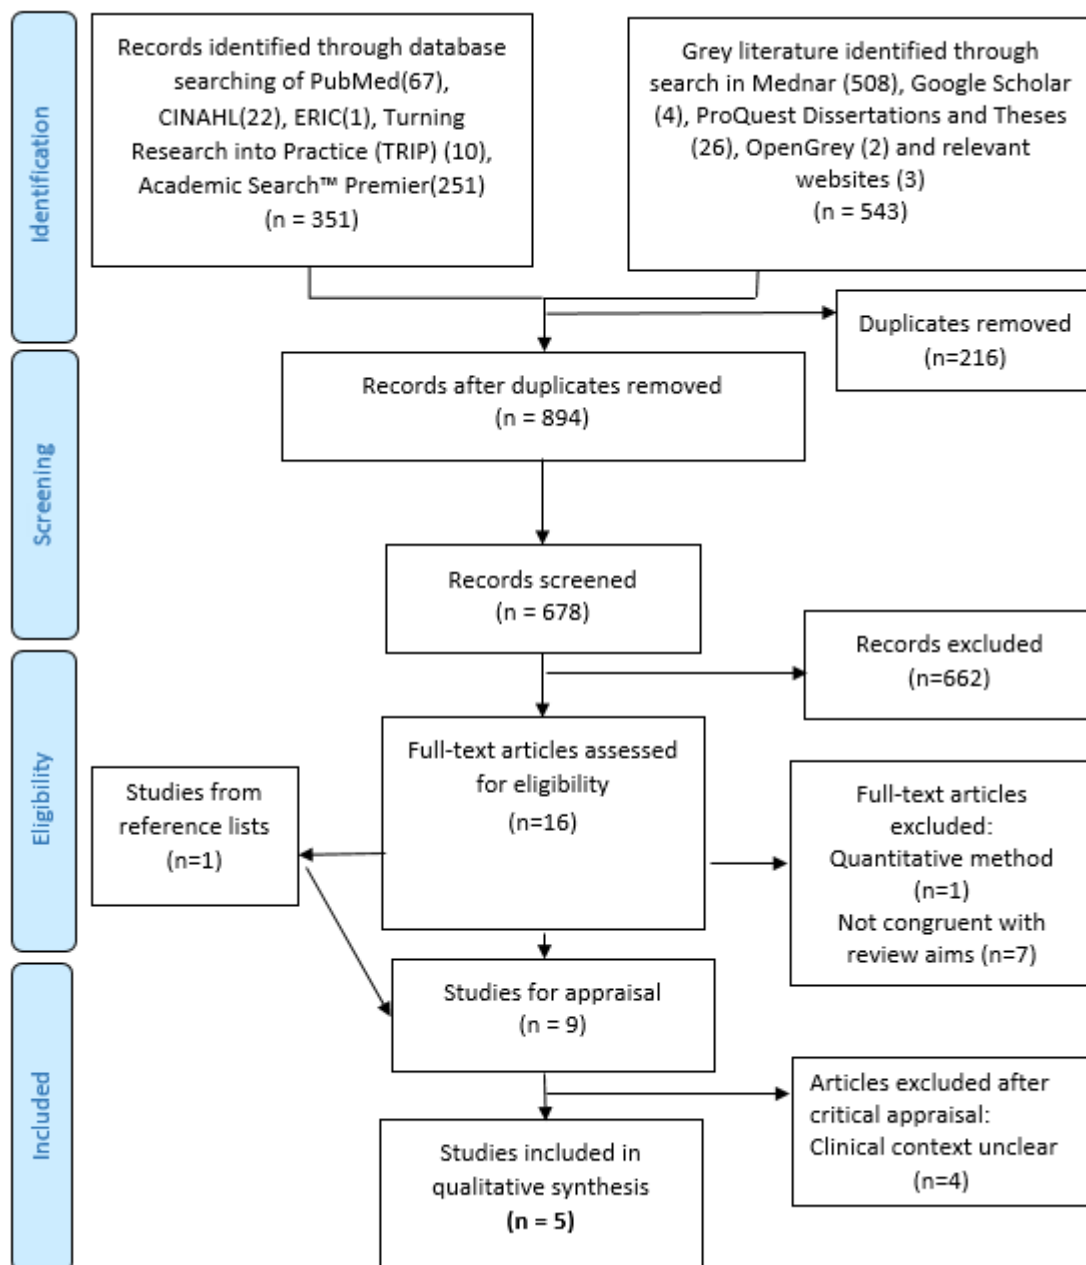 Identification
Records identified through database
searching of PubMed(67),
CINAHL(22), ERIC(1), Turning
Research into Practice (TRIP) (10),
Academic Search™ Premier(251)
(n = 351)
Grey literature identified through
search in Mednar (508), Google Scholar
(4), ProQuest Dissertations and Theses
(26), OpenGrey (2) and relevant
websites (3)
(n = 543)
Duplicates removed
(n=216)
Screening
Records after duplicates removed
(n = 894)
Records screened
(n = 678)
Records excluded
(n=662)
Eligibility
Full-text articles assessed
for eligibility
(n=16)
Studies from
reference lists
(n=1)
Full-text articles
excluded:
Quantitative method
(n=1)
Not congruent with
review aims (n=7)
Included
Studies for appraisal
(n = 9)
Articles excluded after
critical appraisal:
Clinical context unclear
(n=4)
Studies included in
qualitative synthesis
(n = 5)